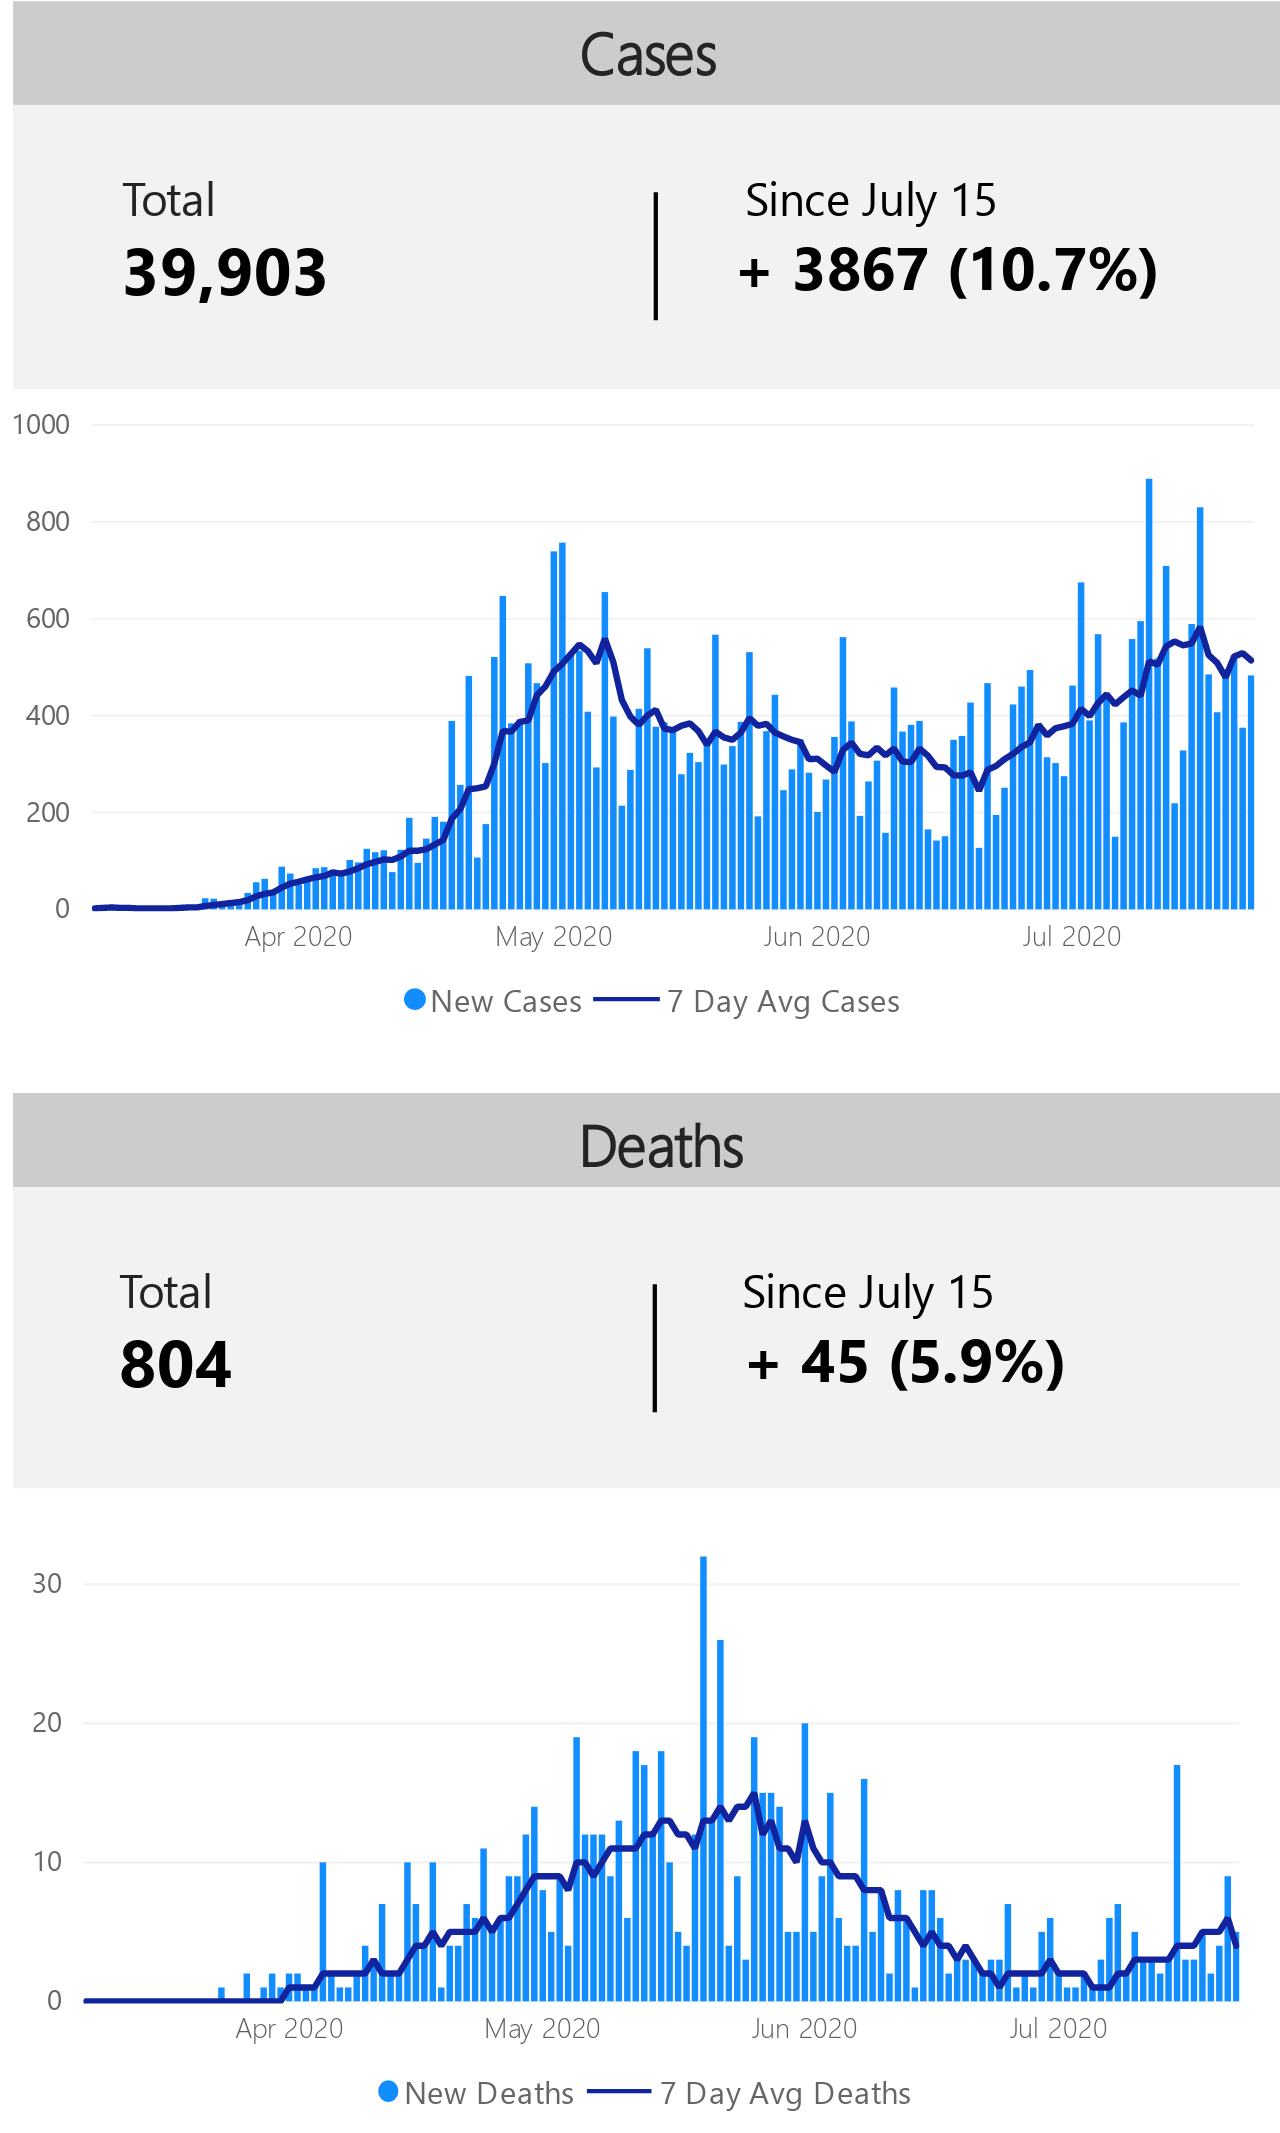 Cases
Total
Since July 15
39,903
+ 3867 (10.7%)
1000
800
600
400
200
0
Apr 2020
May 2020
Jun 2020
Jul 2020
New Cases
7 Day Avg Cases
Deaths
Total
Since July 15
804
+ 45 (5.9%)
30
20
10
0
Apr 2020
May 2020
Jun 2020
Jul 2020
New Deaths
7 Day Avg Deaths